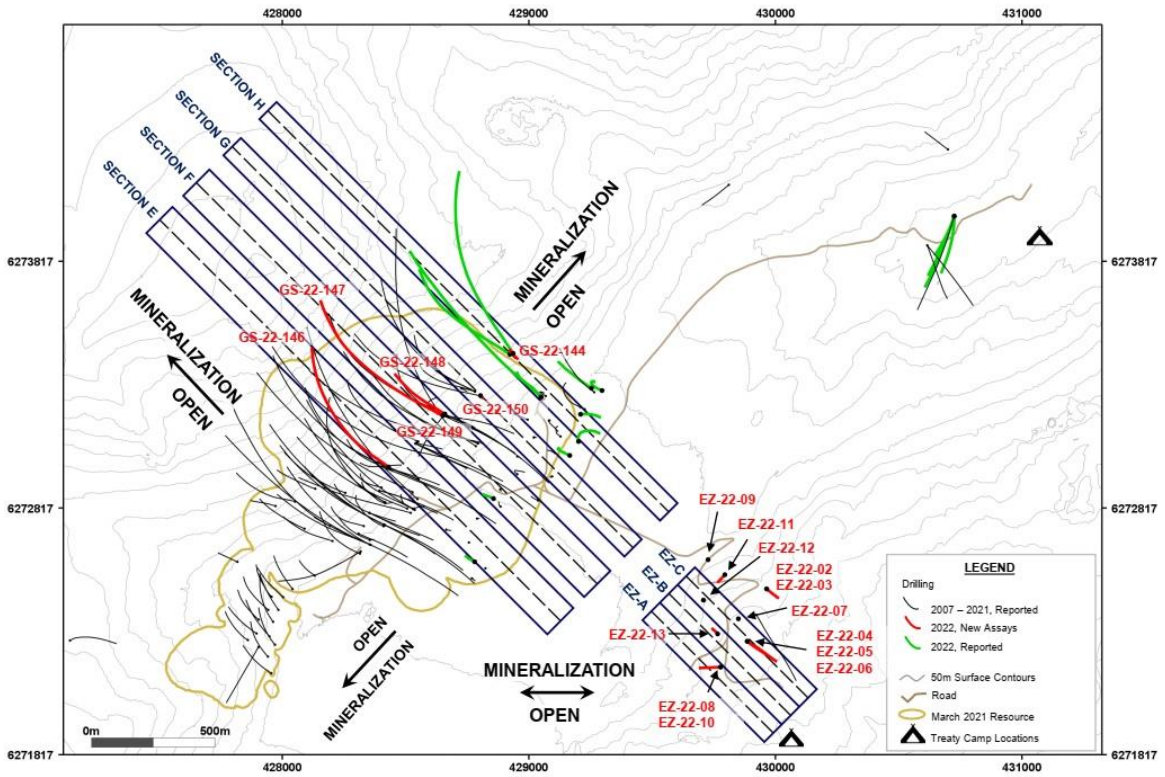 428000
429000
430000
431000
6273817
6272817
6271817
6273817
6272817
6271817
428000
429000
430000
431000
SECTION H
SECTION G
SECTION F
SECTION E
MINERALIZATION
OPEN
MINERALIZATION
OPEN
GS-22-147
GS-22-146
GS-22-148
GS-22-144
GS-22-150
GS-22-149
OPEN
MINERALIZATION
MINERALIZATION
OPEN
EZ-C
EZ-B
EZ-A
EZ-22-09
EZ-22-11
EZ-22-12
EZ-22-02
EZ-22-03
EZ-22-07
EZ-22-13
EZ-22-04
EZ-22-05
EZ-22-06
EZ-22-08
EZ-22-10
0m
500m
LEGEND
Drilling
2007 – 2021, Reported
2022, New Assays
2022, Reported
50m Surface Contours
Road
March 2021 Resource
Treaty Camp Locations